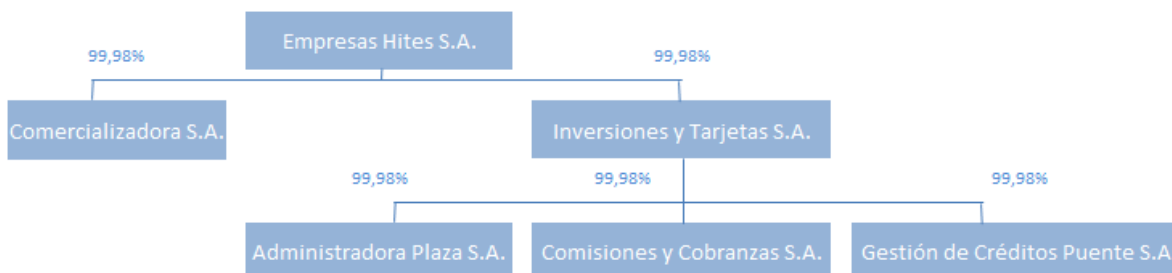 Empresas Hites S.A.
99,98%
99,98%
Comercializadora S.A.
Inversiones y Tarjetas S.A.
99,98%
99,98%
99,98%
Administradora Plaza S.A.
Comisiones y Cobranzas S.A.
Gestión de Créditos Puente S.A